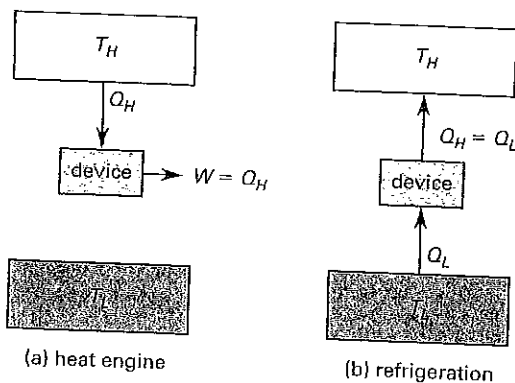 T_H
Q_H
device
W = Q_H
(a) heat engine
T_H
Q_H = Q_L
device
Q_L
(b) refrigeration